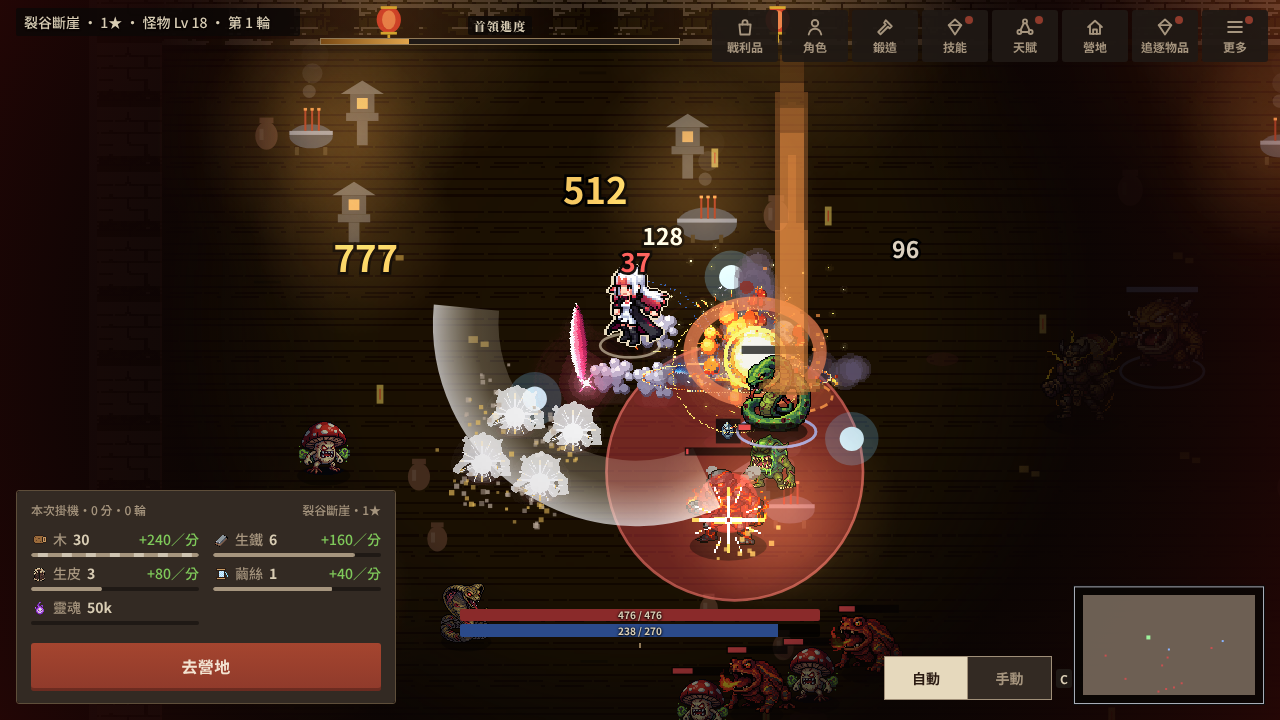 裂谷斷崖・1★・怪物 Lv 18・第 1 輪
首領進度
戰利品
角色
鍛造
技能
天賦
營地
追逐物品
更多
512
128
37
777
96
本次掛機・0 分・0 輪
裂谷斷崖・1★
木 30 +240／分
生鐵 6 +160／分
生皮 3 +80／分
繭絲 1 +40／分
靈魂 50k
去營地
476 / 476
238 / 270
自動
手動
C